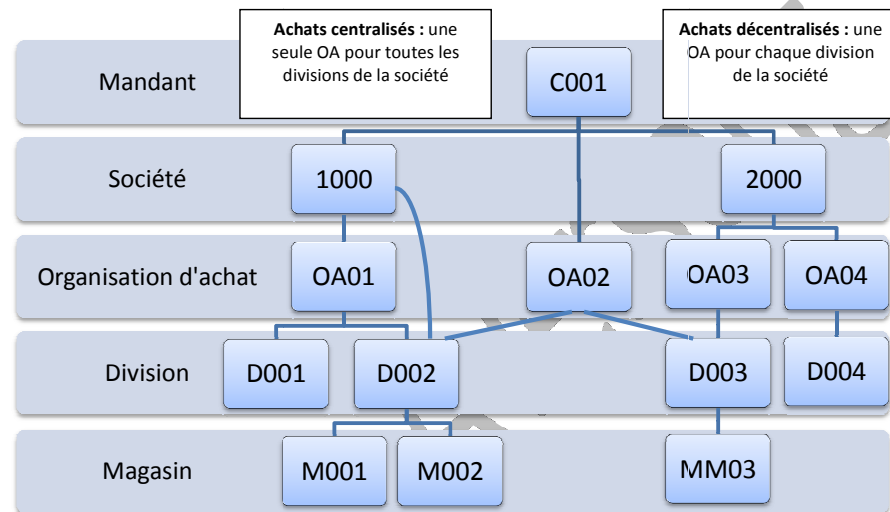 Achats centralisés : une
seule OA pour toutes les
divisions de la société
Achats décentralisés : une
OA pour chaque division
de la société
Mandant
C001
Société
1000
2000
Organisation d'achat
OA01
OA02
OA03
OA04
Division
D001
D002
D003
D004
Magasin
M001
M002
MM03